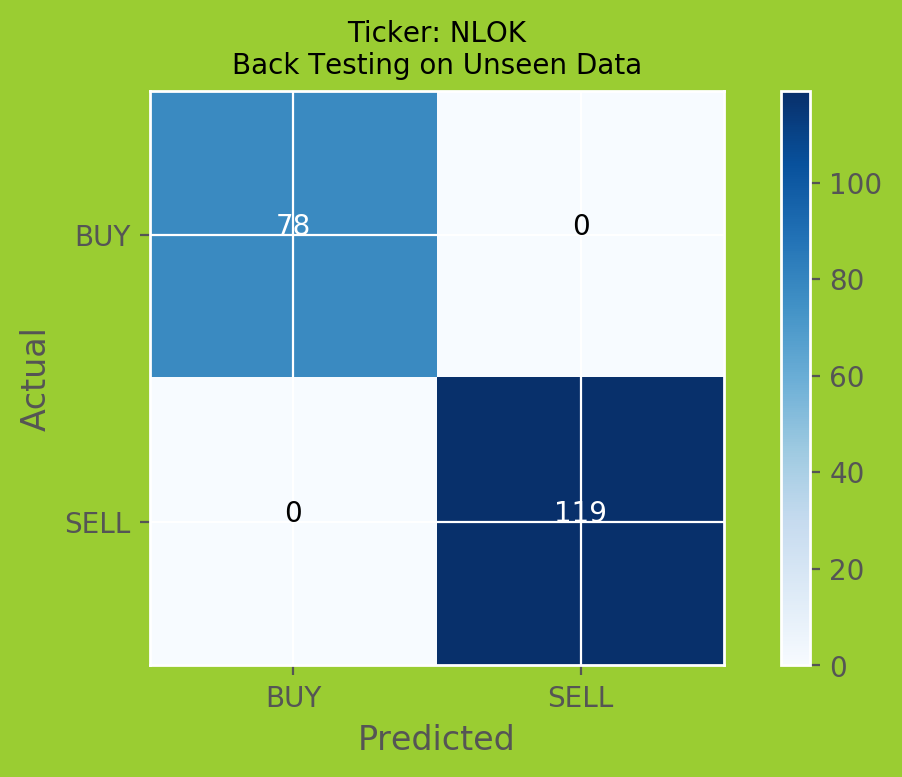 Ticker: NLOK
Back Testing on Unseen Data
78
0
100
BUY
80
60
Actual
40
0
119
SELL
20
0
BUY
SELL
Predicted